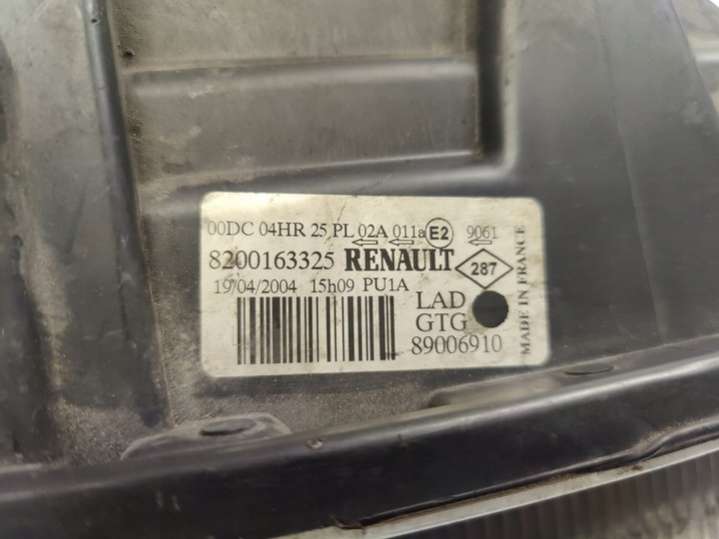 00DC 04HR 25 PL 02A 011a E2 9061
8200163325 RENAULT 287
19/04/2004 15h09 PU1A
LAD
GTG
89006910
MADE IN FRANCE